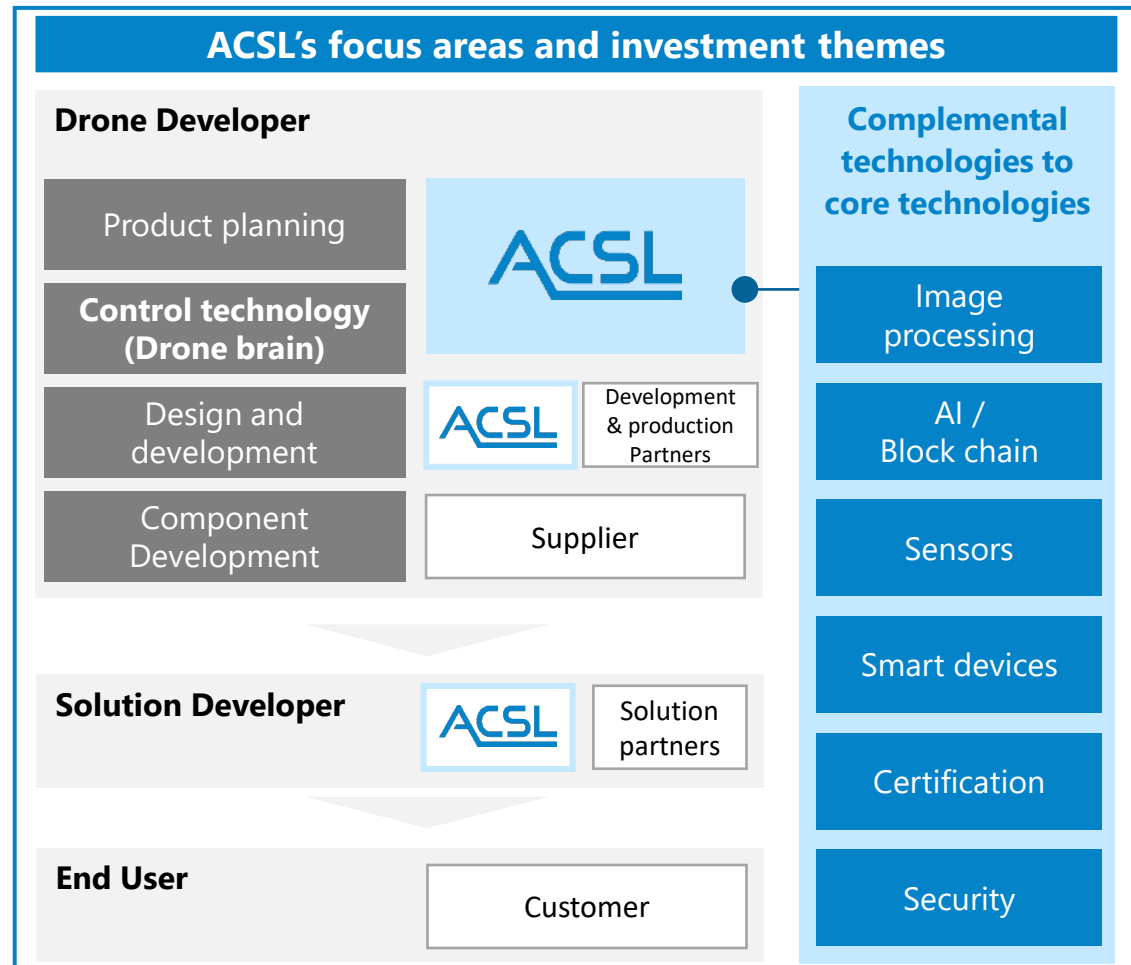 ACSL’s focus areas and investment themes
Drone Developer
Product planning
ACSL
Control technology
(Drone brain)
Design and
development
ACSL
Development
& production
Partners
Component
Development
Supplier
Solution Developer
ACSL
Solution
partners
End User
Customer
Complemental
technologies to
core technologies
Image
processing
AI /
Block chain
Sensors
Smart devices
Certification
Security